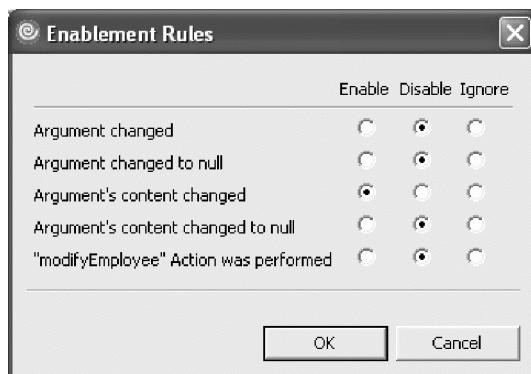 Enablement Rules
Enable Disable Ignore
Argument changed
Argument changed to null
Argument's content changed
Argument's content changed to null
"modifyEmployee" Action was performed
OK Cancel